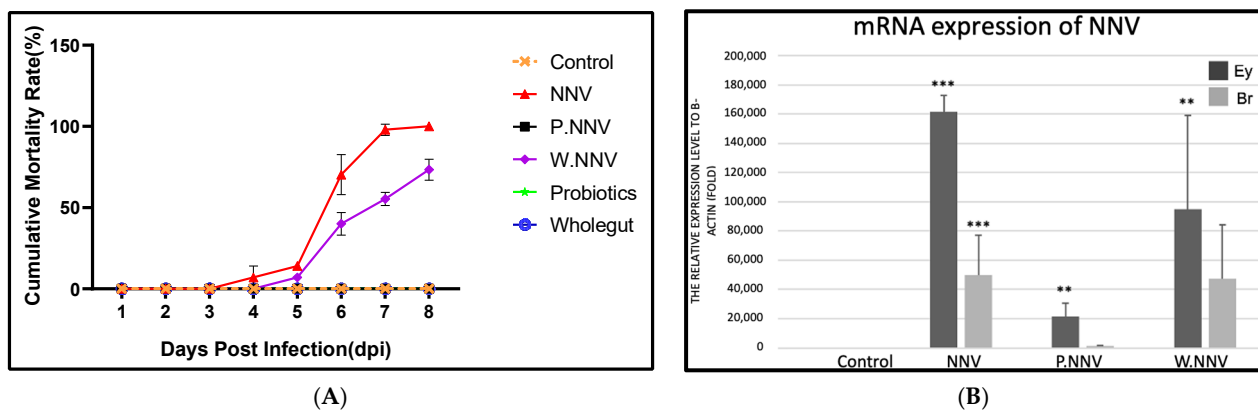 150
100
50
0
Cumulative Mortality Rate(%)
1 2 3 4 5 6 7 8
Days Post Infection(dpi)
Control
NNV
P.NNV
W.NNV
Probiotics
Wholegut
(A)
mRNA expression of NNV
THE RELATIVE EXPRESSION LEVEL TO B-
ACTIN (FOLD)
200,000
180,000
160,000
140,000
120,000
100,000
80,000
60,000
40,000
20,000
0
***
***
**
**
Control NNV P.NNV W.NNV
Ey
Br
(B)